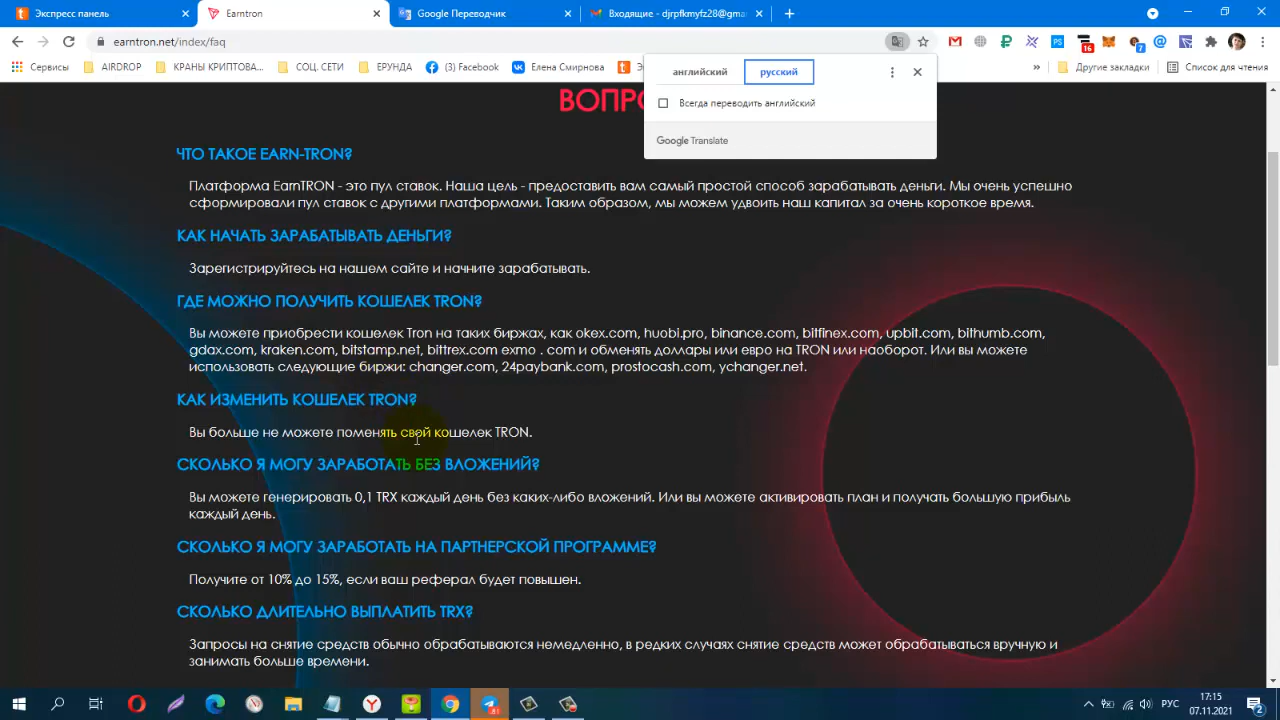 Экспресс панель
Earntron
Google Переводчик
Входящие - djrpfkmyfz28@gma
earntron.net/index/faq
Сервисы
AIRDROP
КРАНЫ КРИПТОВА...
СОЦ. СЕТИ
ЕРУНДА
(3) Facebook
Елена Смирнова
»
Другие закладки
Список для чтения
английский
русский
Всегда переводить английский
Google Translate
ВОПРО
ЧТО ТАКОЕ EARN-TRON?
Платформа EarnTRON - это пул ставок. Наша цель - предоставить вам самый простой способ зарабатывать деньги. Мы очень успешно
сформировали пул ставок с другими платформами. Таким образом, мы можем удвоить наш капитал за очень короткое время.
КАК НАЧАТЬ ЗАРАБАТЫВАТЬ ДЕНЬГИ?
Зарегистрируйтесь на нашем сайте и начните зарабатывать.
ГДЕ МОЖНО ПОЛУЧИТЬ КОШЕЛЕК TRON?
Вы можете приобрести кошелек Tron на таких биржах, как okex.com, huobi.pro, binance.com, bitfinex.com, upbit.com, bithumb.com,
gdax.com, kraken.com, bitstamp.net, bittrex.com exmo . com и обменять доллары или евро на TRON или наоборот. Или вы можете
использовать следующие биржи: changer.com, 24paybank.com, prostocash.com, ychanger.net.
КАК ИЗМЕНИТЬ КОШЕЛЕК TRON?
Вы больше не можете поменять свой кошелек TRON.
СКОЛЬКО Я МОГУ ЗАРАБОТАТЬ БЕЗ ВЛОЖЕНИЙ?
Вы можете генерировать 0,1 TRX каждый день без каких-либо вложений. Или вы можете активировать план и получать большую прибыль
каждый день.
СКОЛЬКО Я МОГУ ЗАРАБОТАТЬ НА ПАРТНЕРСКОЙ ПРОГРАММЕ?
Получите от 10% до 15%, если ваш реферал будет повышен.
СКОЛЬКО ДЛИТЕЛЬНО ВЫПЛАТИТЬ TRX?
Запросы на снятие средств обычно обрабатываются немедленно, в редких случаях снятие средств может обрабатываться вручную и
занимать больше времени.
РУС
17:15
07.11.2021